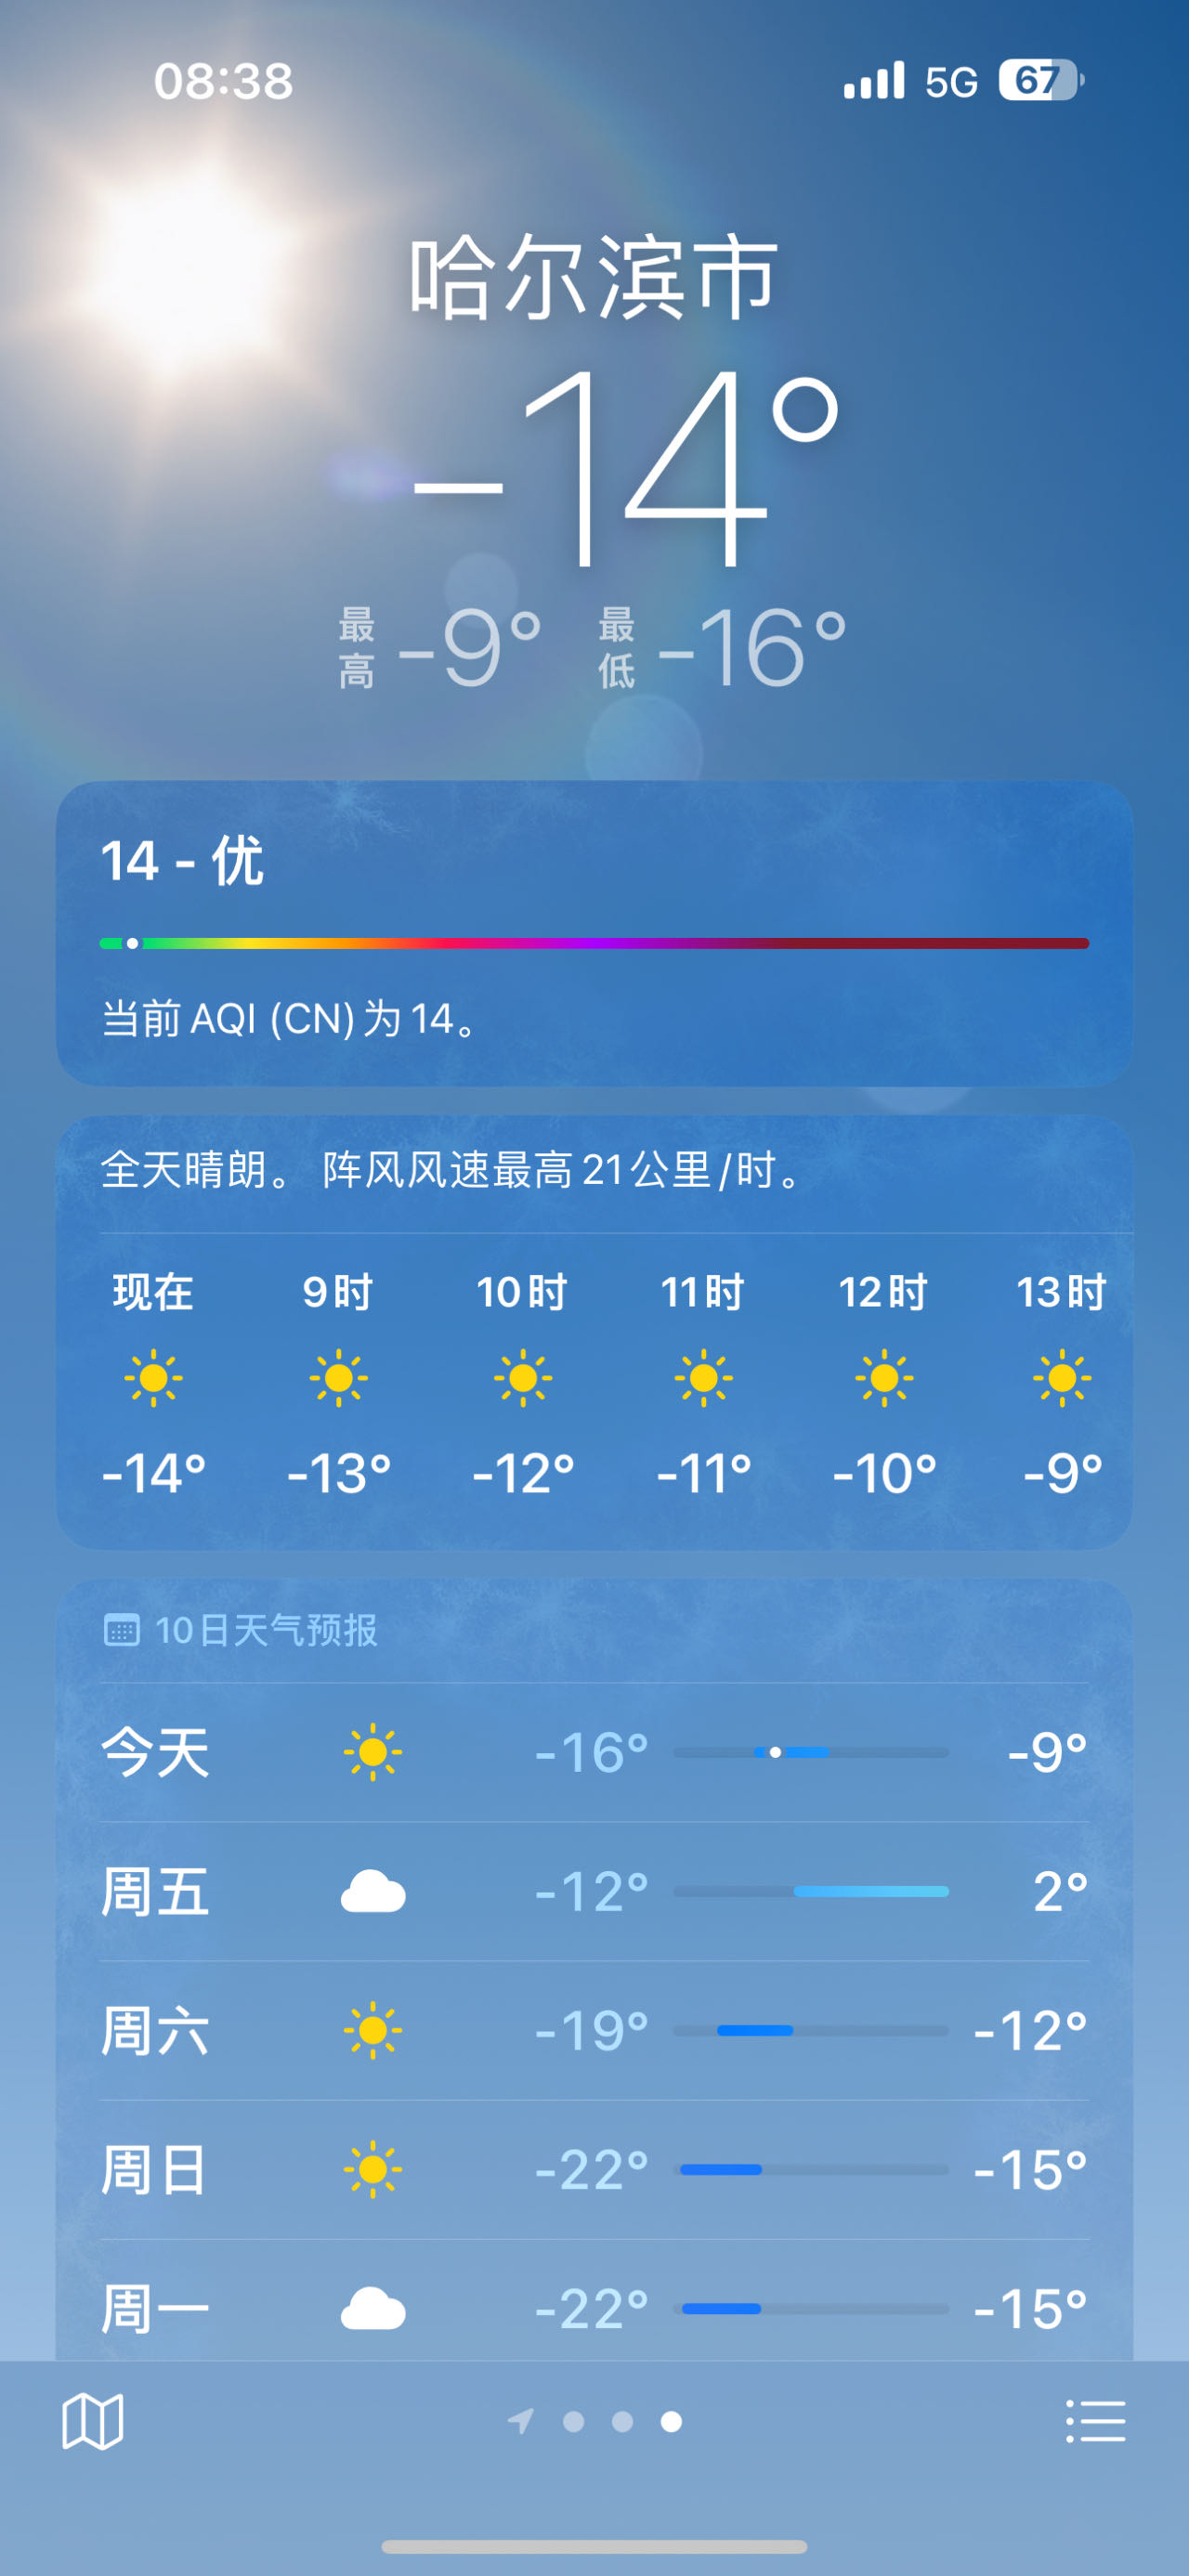 08:38 5G 67
哈尔滨市
-14°
最高 -9° 最低 -16°
14 - 优
当前 AQI (CN) 为 14。
全天晴朗。 阵风风速最高 21 公里/时。
现在 9时 10时 11时 12时 13时
-14° -13° -12° -11° -10° -9°
10日天气预报
今天 -16° -9°
周五 -12° 2°
周六 -19° -12°
周日 -22° -15°
周一 -22° -15°